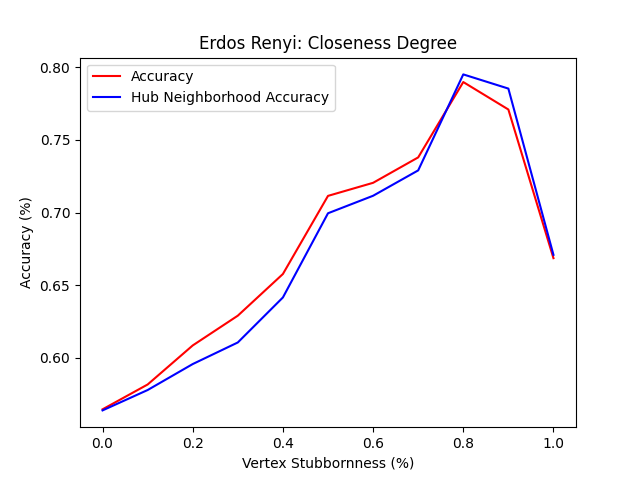 Erdos Renyi: Closeness Degree
Accuracy
Hub Neighborhood Accuracy
Accuracy (%)
0.80
0.75
0.70
0.65
0.60
0.0 0.2 0.4 0.6 0.8 1.0
Vertex Stubbornness (%)